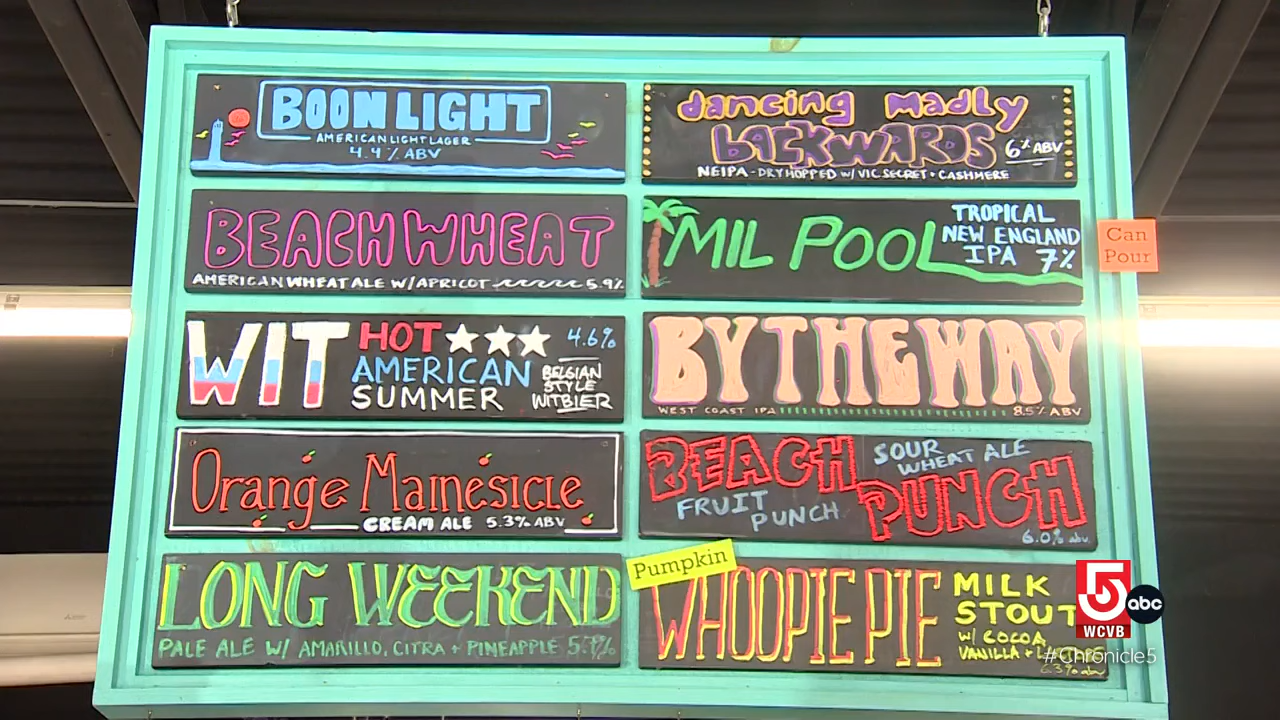 BOON LIGHT
AMERICAN LIGHT LAGER
4.4% ABV
BEACH WHEAT
AMERICAN WHEAT ALE W/ APRICOT 5.9%
WIT HOT AMERICAN SUMMER
4.6%
BELGIAN STYLE WITBIER
Orange Mainesicle
CREAM ALE 5.3% ABV
LONG WEEKEND
PALE ALE W/ AMARILLO, CITRA + PINEAPPLE
dancing madly
BACKWARDS
6% ABV
NEIPA - DRY HOPPED W/ VIC SECRET + CASHMERE
MIL POOL
TROPICAL
NEW ENGLAND
IPA 7%
Can
Pour
BY THE WAY
WEST COAST IPA 8.5% ABV
BEACH
PUNCH
SOUR
WHEAT ALE
FRUIT
PUNCH
6.0% abv
Pumpkin
WHOOPIE PIE
MILK
STOUT
W/ COCOA,
VANILLA +
5 abc
WCVB
#Chronicle5